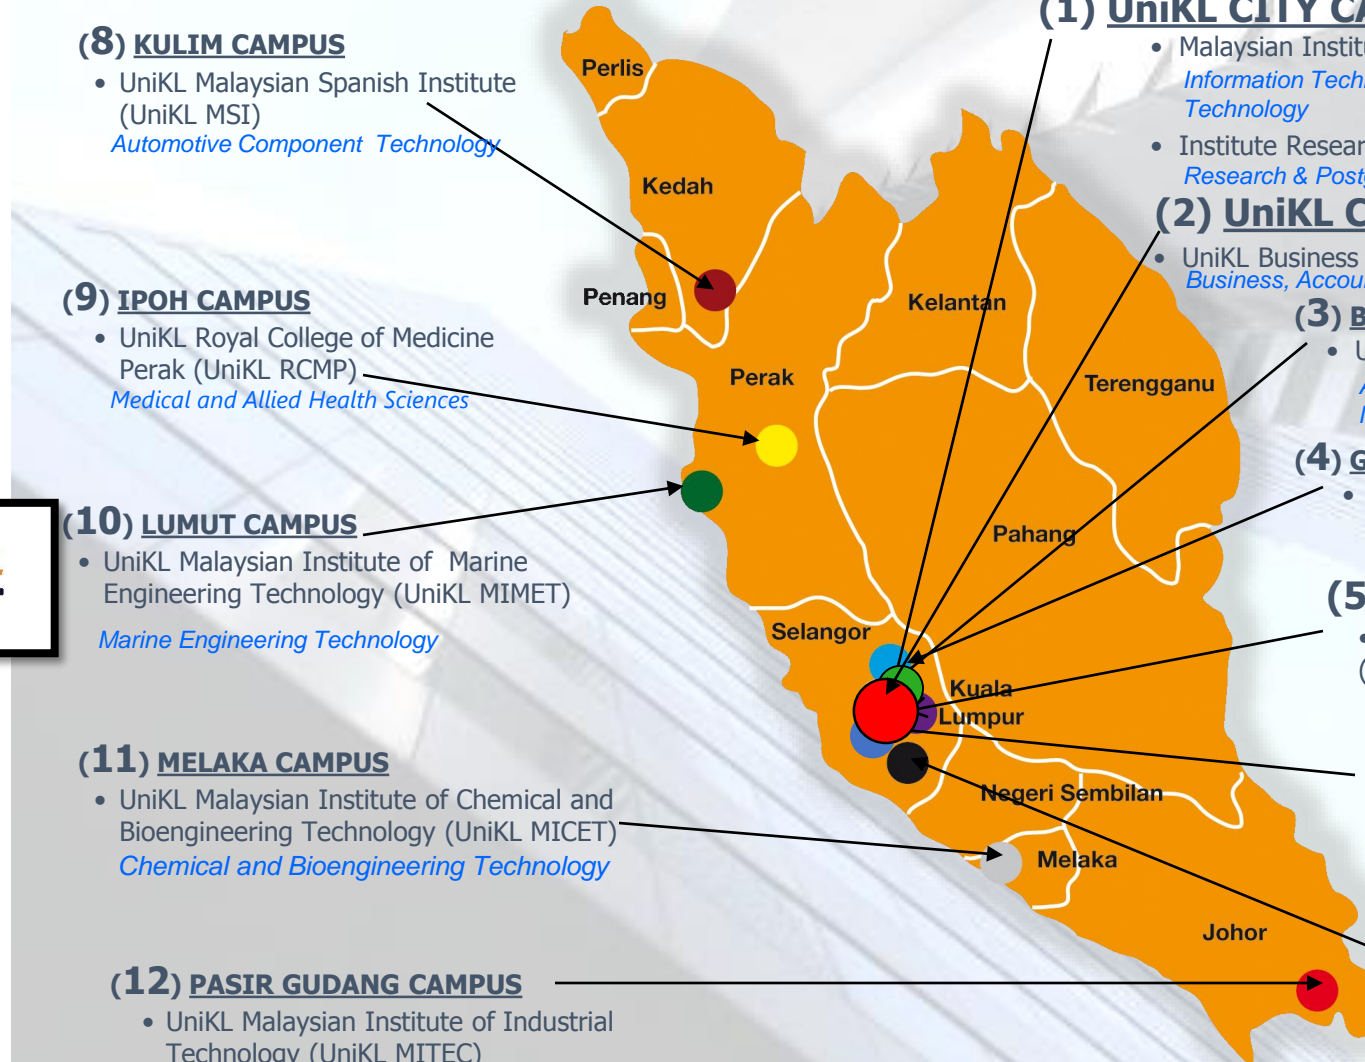 (8) KULIM CAMPUS
• UniKL Malaysian Spanish Institute
(UniKL MSI)
Automotive Component Technology
(9) IPOH CAMPUS
• UniKL Royal College of Medicine
Perak (UniKL RCMP)
Medical and Allied Health Sciences
(10) LUMUT CAMPUS
• UniKL Malaysian Institute of Marine
Engineering Technology (UniKL MIMET)
Marine Engineering Technology
(11) MELAKA CAMPUS
• UniKL Malaysian Institute of Chemical and
Bioengineering Technology (UniKL MICET)
Chemical and Bioengineering Technology
(12) PASIR GUDANG CAMPUS
• UniKL Malaysian Institute of Industrial
Technology (UniKL MITEC)
Perlis
Kedah
Penang
Perak
Kelantan
Terengganu
Pahang
Selangor
Kuala
Lumpur
Negeri Sembilan
Melaka
Johor
(1) UniKL CITY
• Malaysian
Information
Technology
• Institute
Research &
(2) UniKL
• UniKL Business
Business,
(3)
(4)
(5